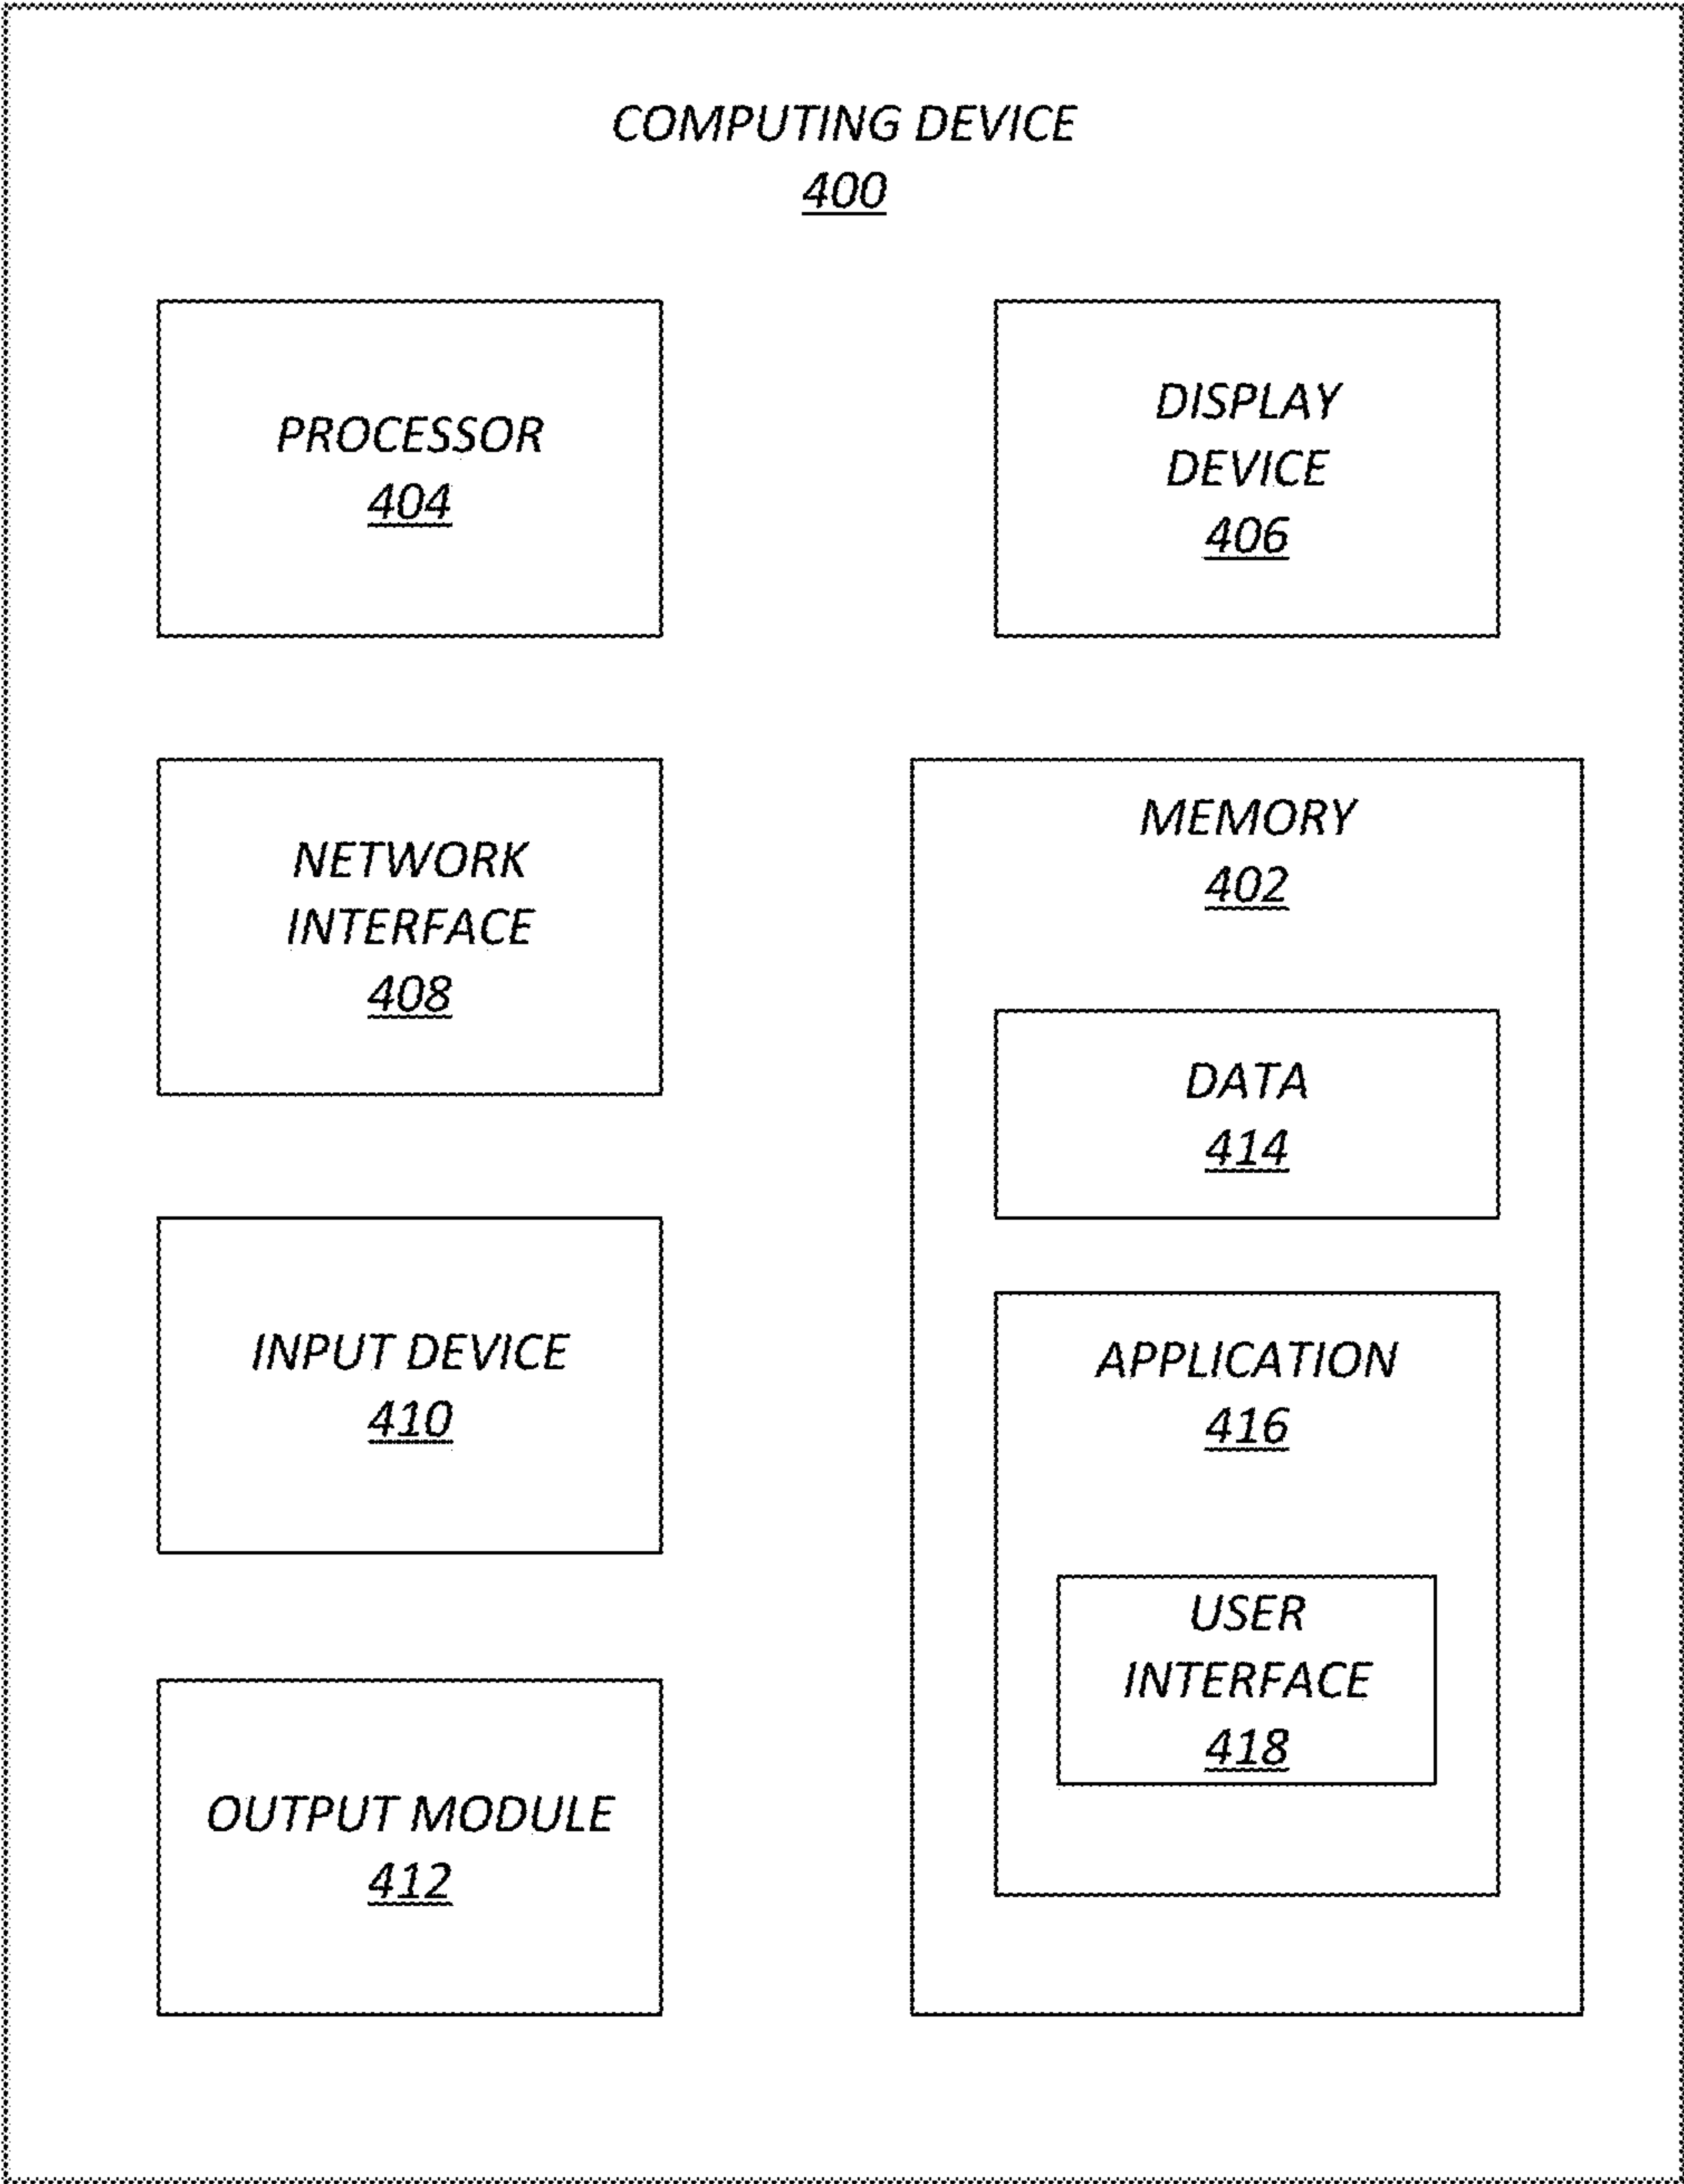 COMPUTING DEVICE
400
PROCESSOR
404
DISPLAY
DEVICE
406
NETWORK
INTERFACE
408
MEMORY
402
DATA
414
INPUT DEVICE
410
APPLICATION
416
USER
INTERFACE
418
OUTPUT MODULE
412